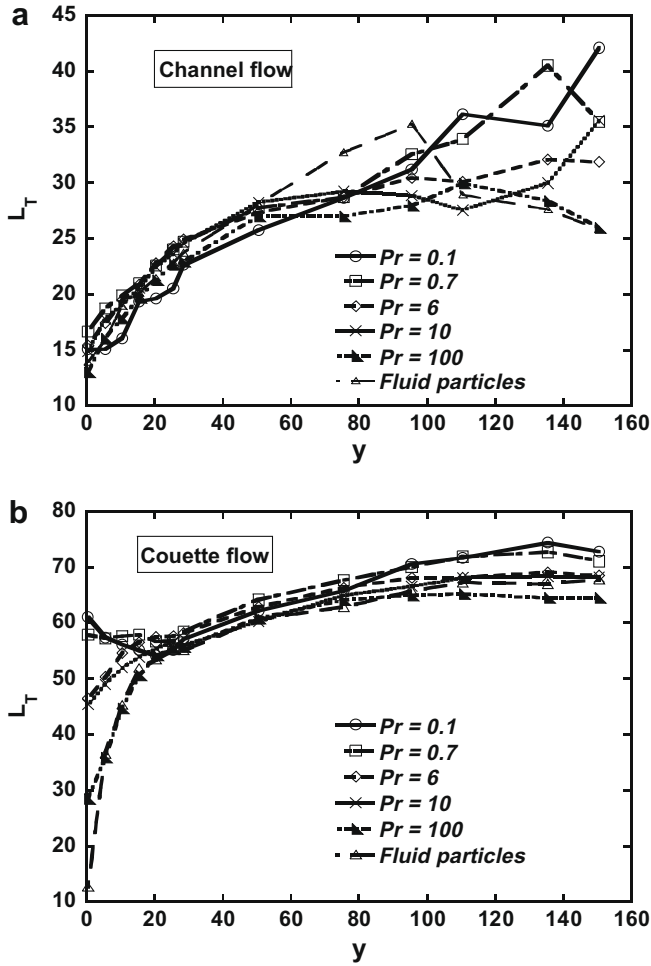 a
Channel flow
45
40
35
30
25
20
15
10
L_T
Pr = 0.1
Pr = 0.7
Pr = 6
Pr = 10
Pr = 100
Fluid particles
0 20 40 60 80 100 120 140 160
y
b
Couette flow
80
70
60
50
40
30
20
10
L_T
Pr = 0.1
Pr = 0.7
Pr = 6
Pr = 10
Pr = 100
Fluid particles
0 20 40 60 80 100 120 140 160
y